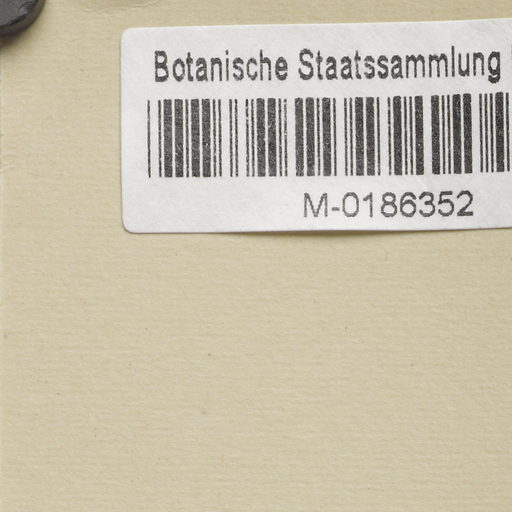 Botanische Staatssammlung
M-0186352